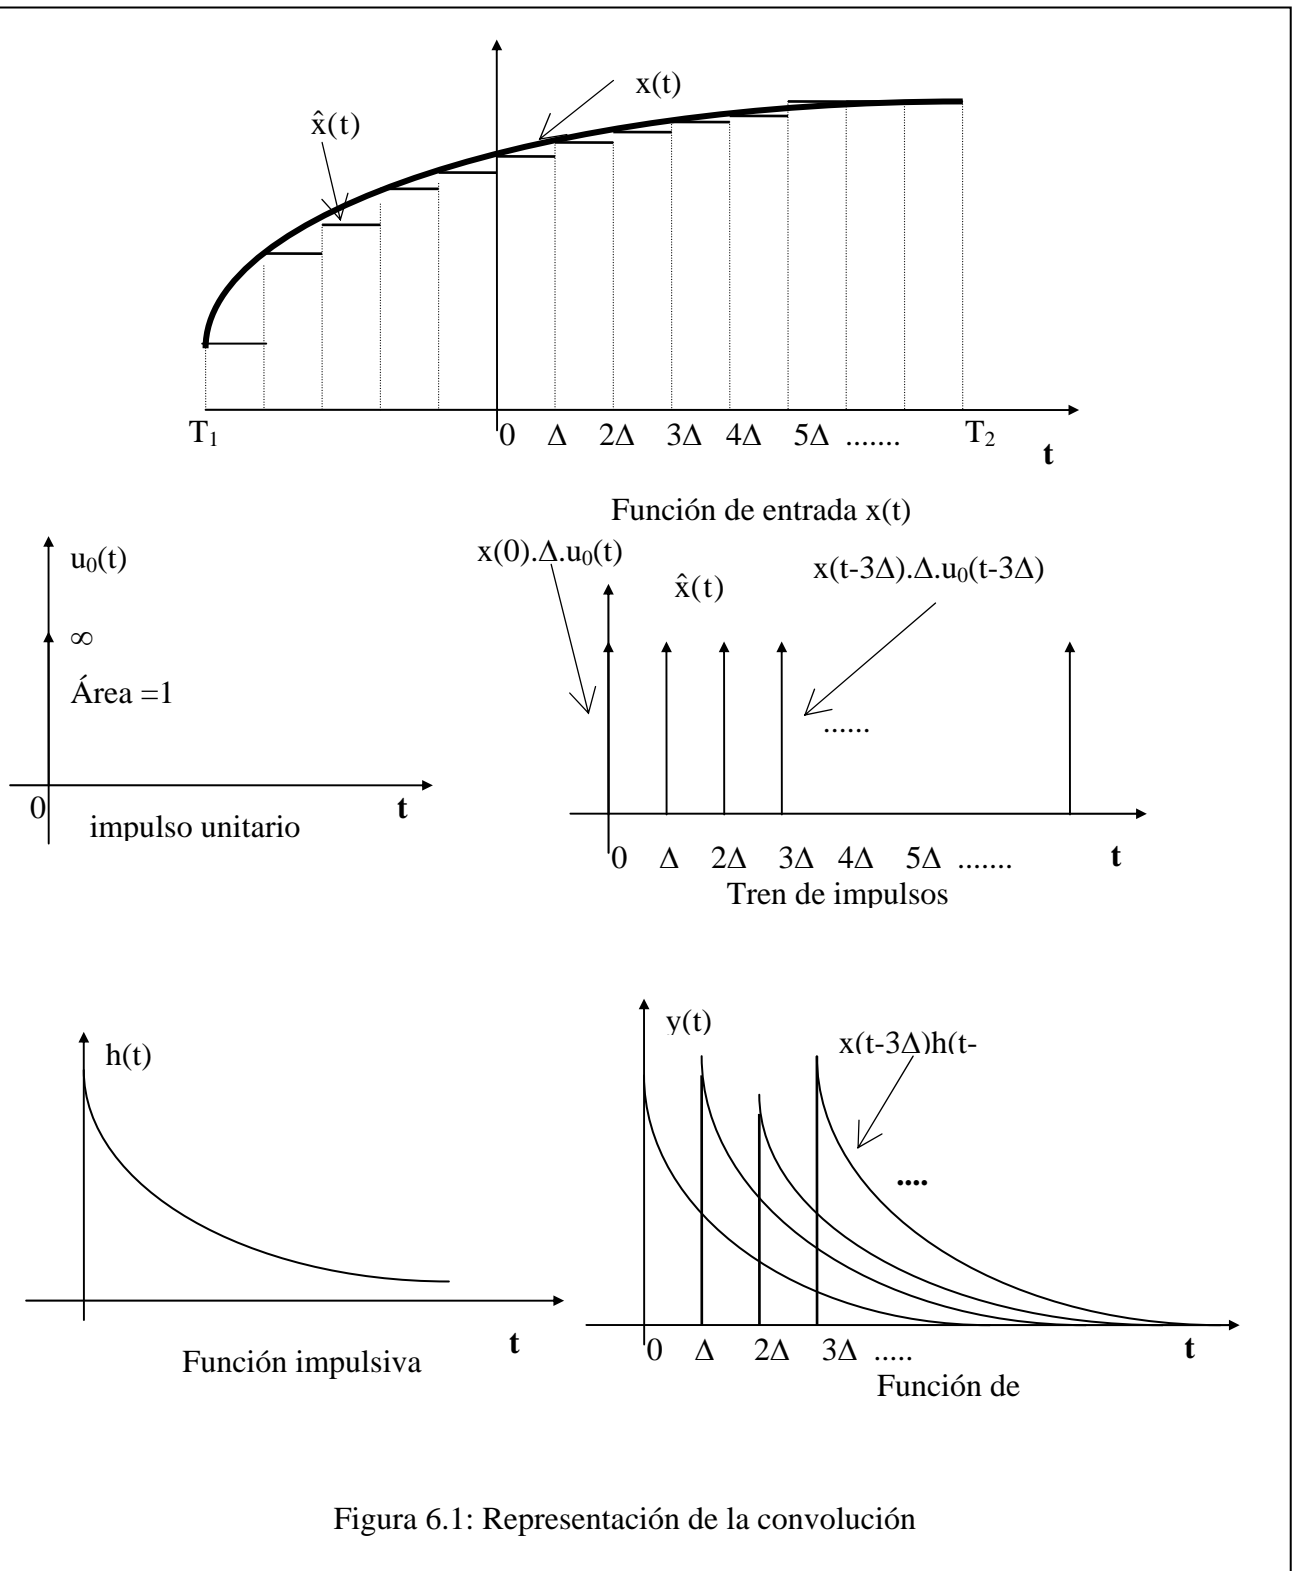 x(t)
x̂(t)
T₁ 0 Δ 2Δ 3Δ 4Δ 5Δ ....... T₂
t
Función de entrada x(t)
u₀(t)
∞
Área =1
0 t
impulso unitario
x(0).Δ.u₀(t)
x̂(t)
x(t-3Δ).Δ.u₀(t-3Δ)
......
0 Δ 2Δ 3Δ 4Δ 5Δ ....... t
Tren de impulsos
h(t)
t
Función impulsiva
y(t)
x(t-3Δ)h(t-
....
0 Δ 2Δ 3Δ ..... t
Función de
Figura 6.1: Representación de la convolución